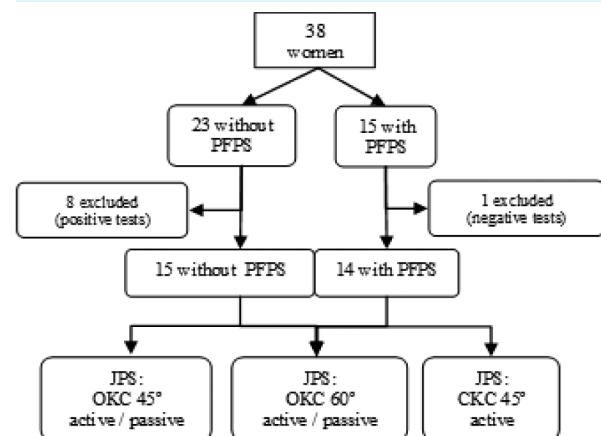 38
women
23 without
PFPS
15 with
PFPS
8 excluded
(positive tests)
1 excluded
(negative tests)
15 without PFPS
14 with PFPS
JPS:
OKC 45°
active / passive
JPS:
OKC 60°
active / passive
JPS:
CKC 45°
active